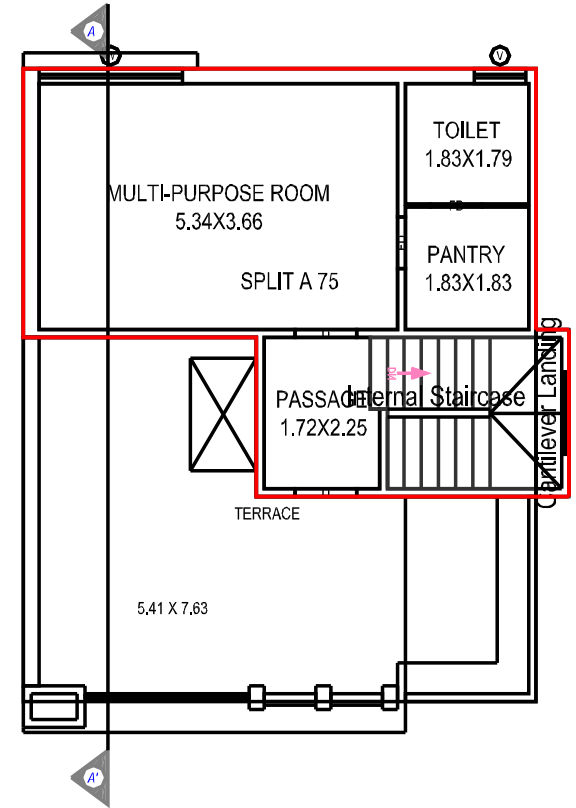 A
V
V
TOILET
1.83X1.79
MULTI-PURPOSE ROOM
5.34X3.66
PANTRY
1.83X1.83
SPLIT A 75
PASSAGE
1.72X2.25
Internal Staircase
Cantilever Landing
TERRACE
5.41 X 7.63
A'